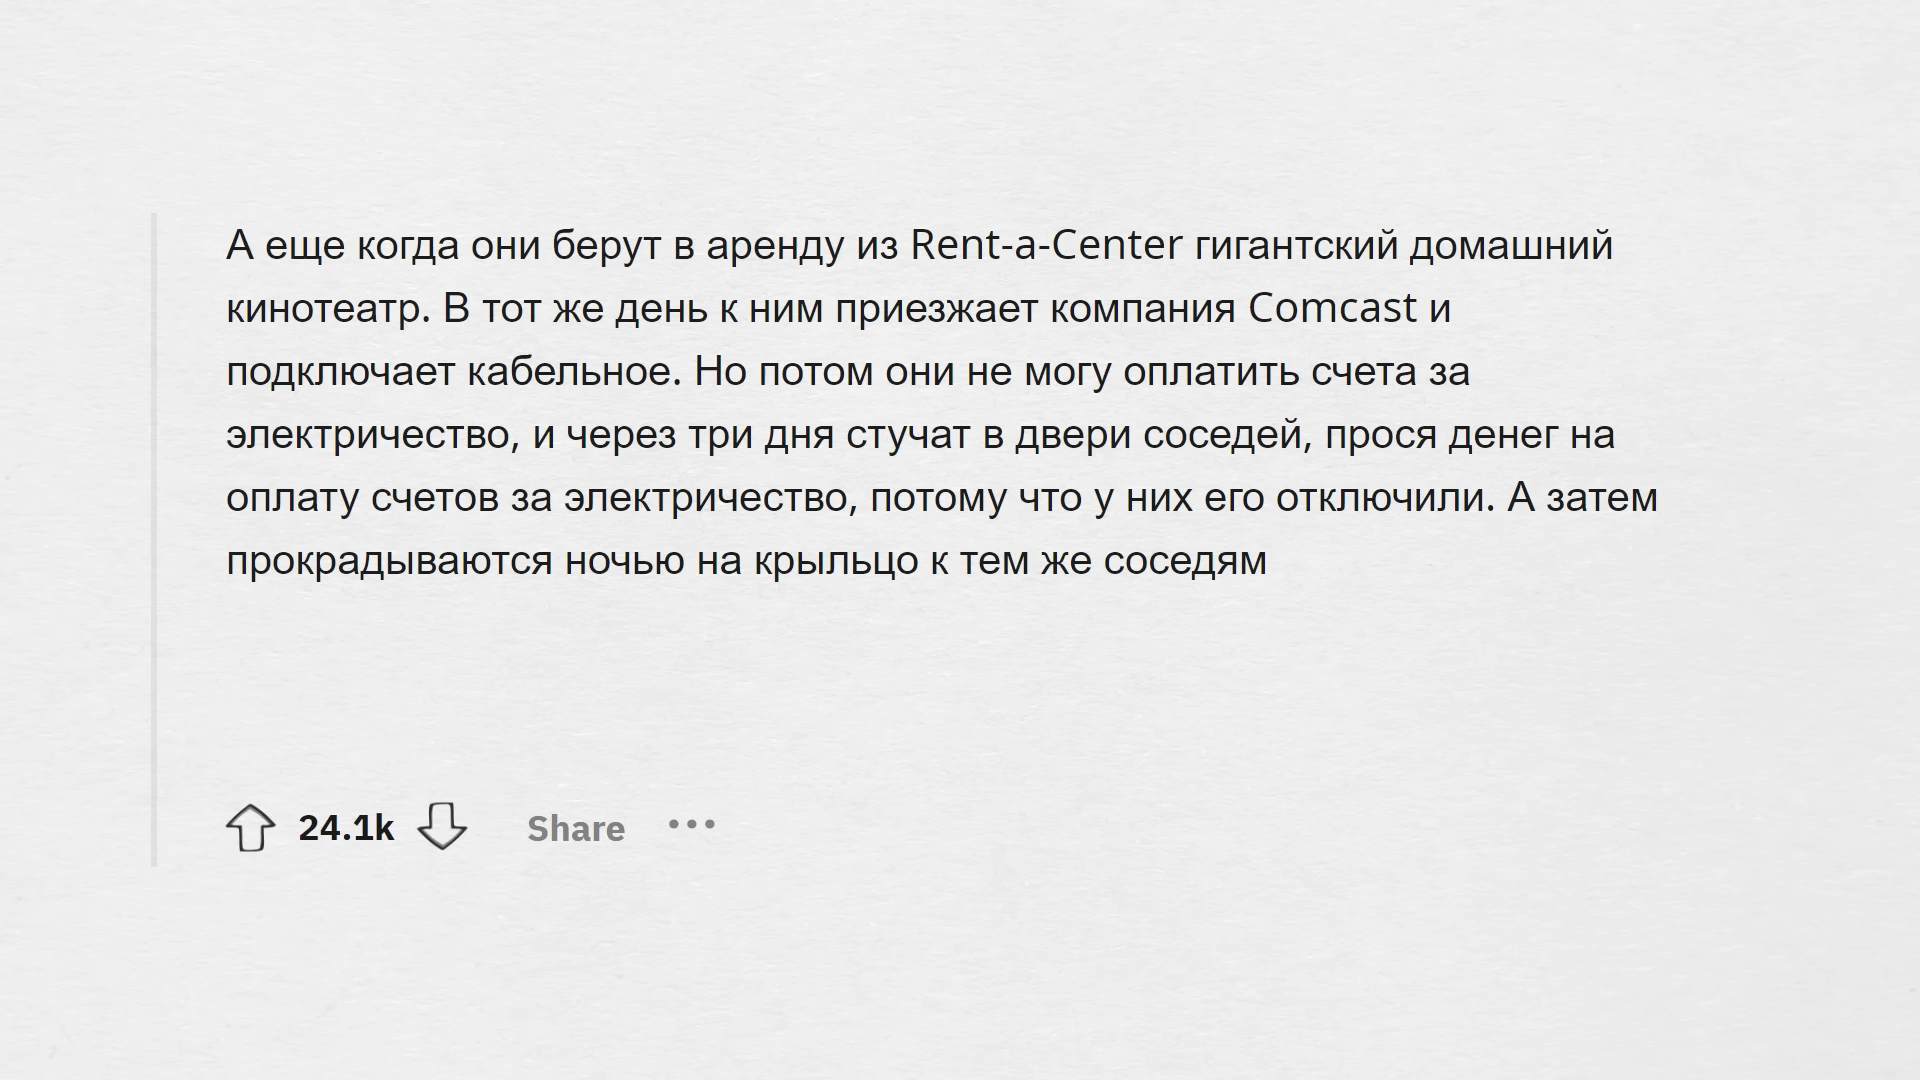 А еще когда они берут в аренду из Rent-a-Center гигантский домашний
кинотеатр. В тот же день к ним приезжает компания Comcast и
подключает кабельное. Но потом они не могу оплатить счета за
электричество, и через три дня стучат в двери соседей, прося денег на
оплату счетов за электричество, потому что у них его отключили. А затем
прокрадываются ночью на крыльцо к тем же соседям
24.1k Share